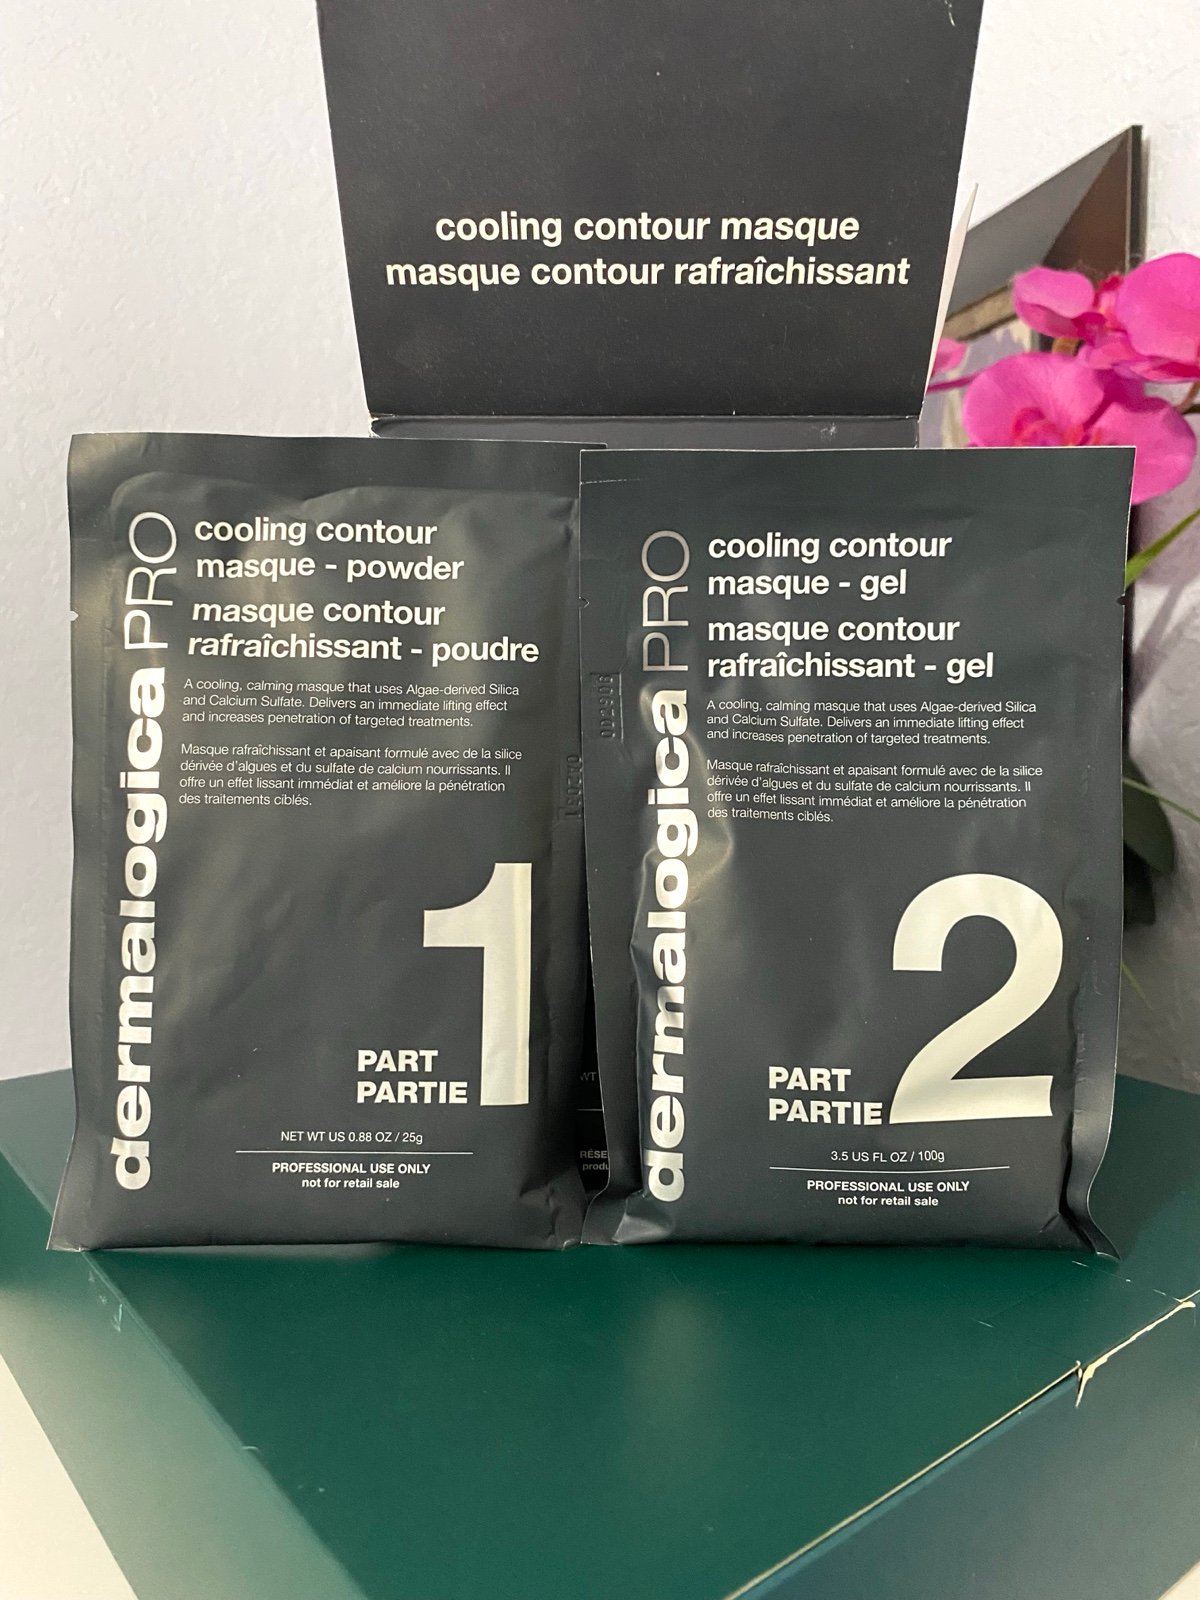 cooling contour masque
masque contour rafraîchissant
dermalogica PRO
cooling contour
masque - powder
masque contour
rafraîchissant - poudre
A cooling, calming masque that uses Algae-derived Silica
and Calcium Sulfate. Delivers an immediate lifting effect
and increases penetration of targeted treatments.
Masque rafraîchissant et apaisant formulé avec de la silice
dérivée d'algues et du sulfate de calcium nourrissants. Il
offre un effet lissant immédiat et améliore la pénétration
des traitements ciblés.
1
PART
PARTIE
NET WT US 0.88 OZ / 25g
PROFESSIONAL USE ONLY
not for retail sale
WT
RÉSE
produ
dermalogica PRO
cooling contour
masque - gel
masque contour
rafraîchissant - gel
A cooling, calming masque that uses Algae-derived Silica
and Calcium Sulfate. Delivers an immediate lifting effect
and increases penetration of targeted treatments.
Masque rafraîchissant et apaisant formulé avec de la silice
dérivée d'algues et du sulfate de calcium nourrissants. Il
offre un effet lissant immédiat et améliore la pénétration
des traitements ciblés.
2
PART
PARTIE
3.5 US FL OZ / 100g
PROFESSIONAL USE ONLY
not for retail sale